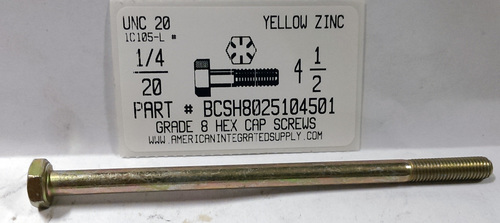 UNC 20 YELLOW ZINC
1C105-L *
1/4
20
4 1/2
PART # BCSH8025104501
GRADE 8 HEX CAP SCREWS
WWW.AMERICANINTEGRATEDSUPPLY.COM